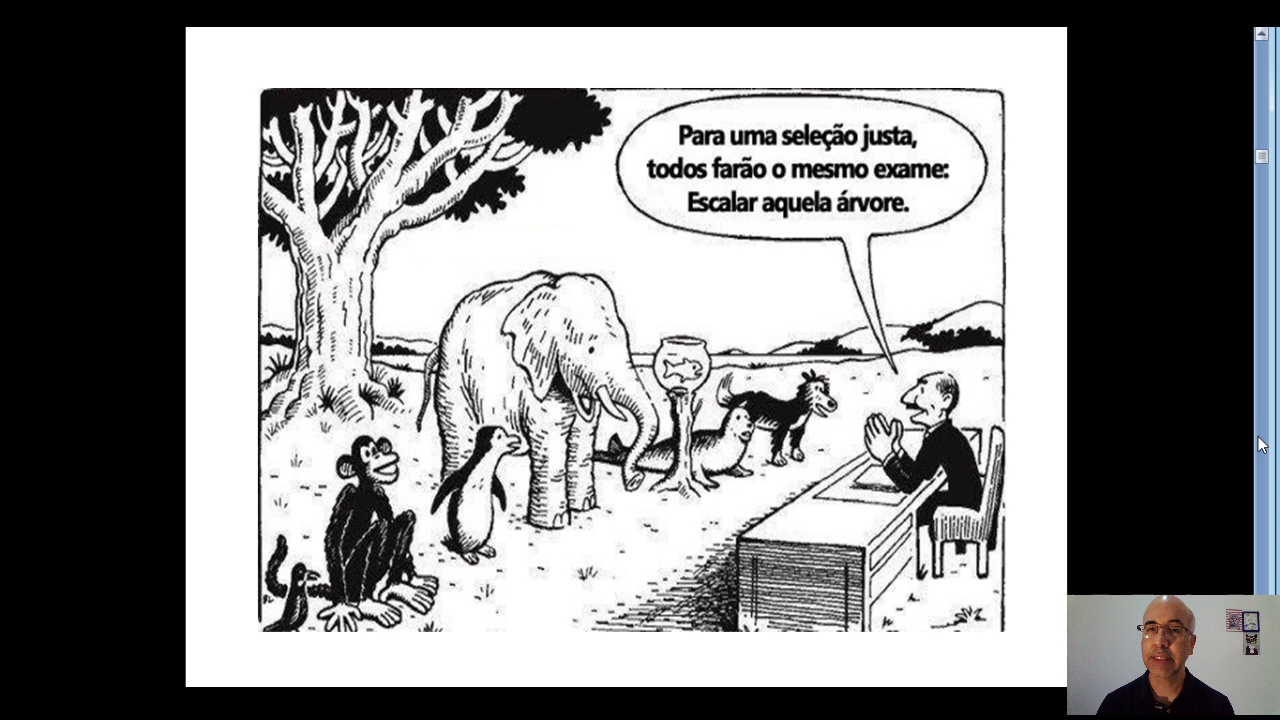 Para uma seleção justa,
todos farão o mesmo exame:
Escalar aquela árvore.